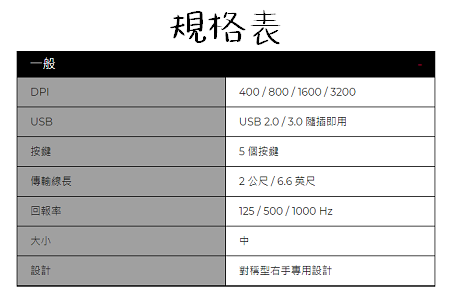 規格表
一般 -
DPI 400 / 800 / 1600 / 3200
USB USB 2.0 / 3.0 隨插即用
按鍵 5 個按鍵
傳輸線長 2 公尺 / 6.6 英尺
回報率 125 / 500 / 1000 Hz
大小 中
設計 對稱型右手專用設計